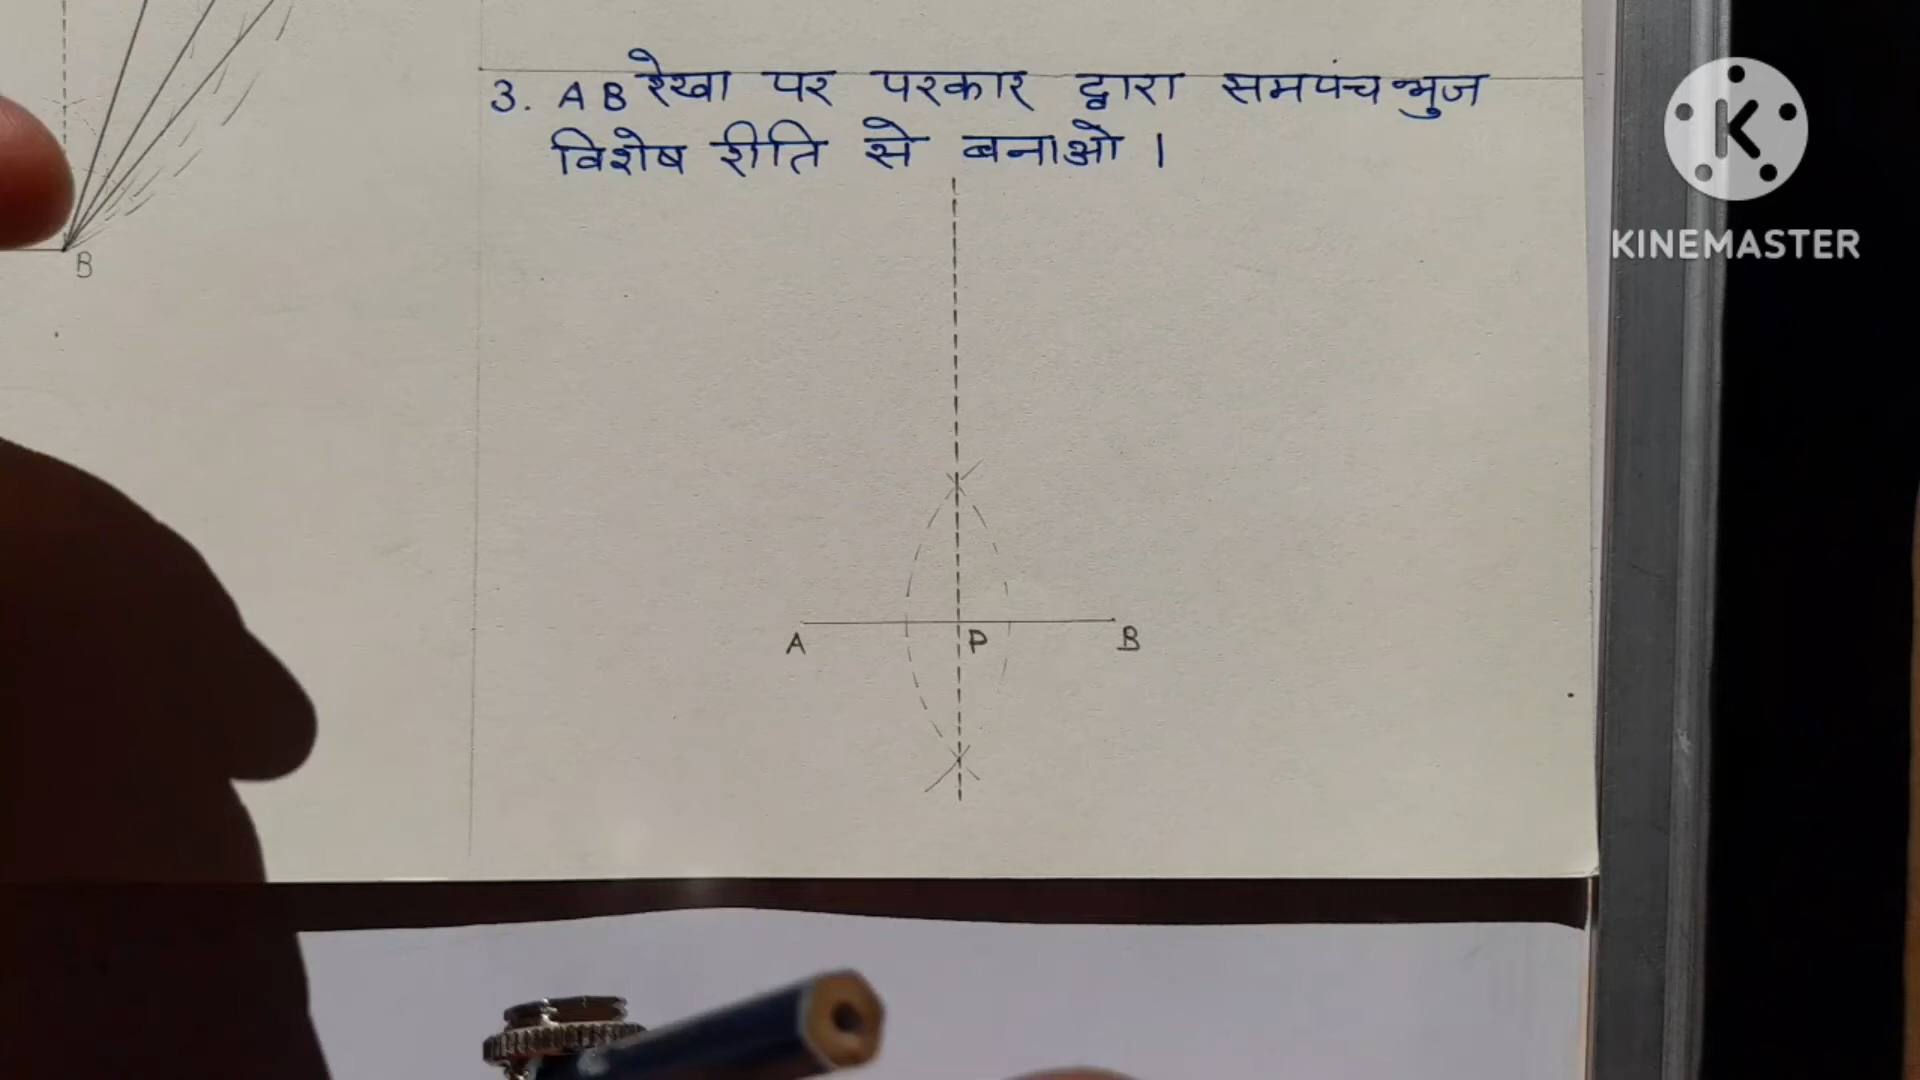 3. AB रेखा पर परकार द्वारा समपंचभुज
विशेष रीति से बनाओ ।
K
KINEMASTER
B
A
P
B